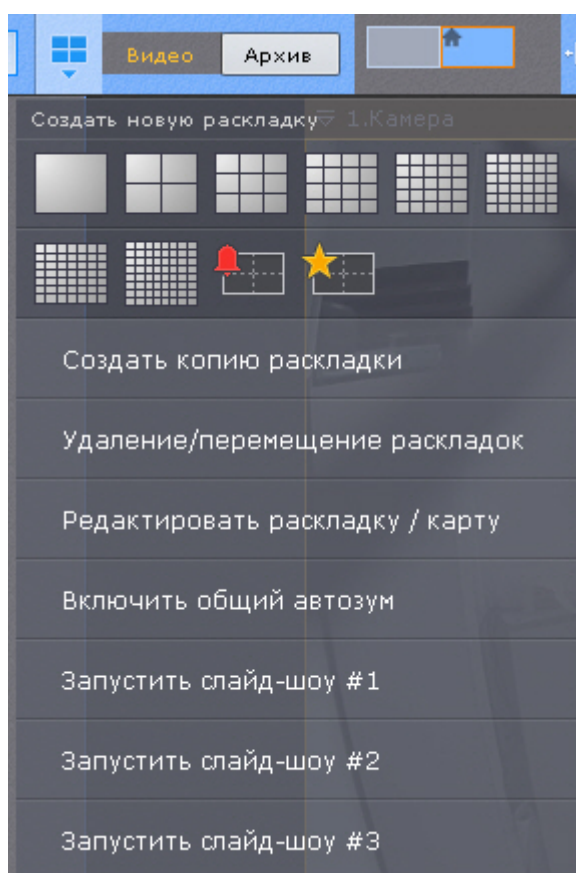 Видео Архив
Создать новую раскладку 1.Камера
Создать копию раскладки
Удаление/перемещение раскладок
Редактировать раскладку / карту
Включить общий автозум
Запустить слайд-шоу #1
Запустить слайд-шоу #2
Запустить слайд-шоу #3